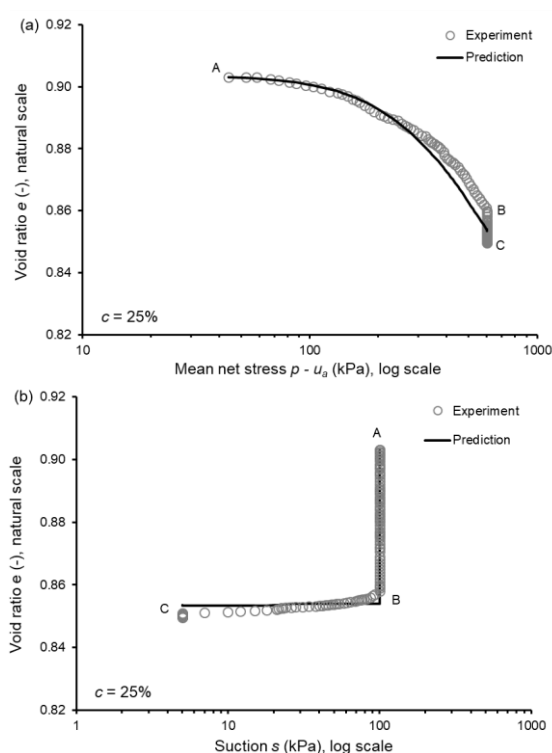 (a)
0.92
0.90
0.88
0.86
0.84
0.82
Void ratio e (-), natural scale
Experiment
Prediction
A
B
C
c = 25%
10
100
1000
Mean net stress p - uₐ (kPa), log scale
(b)
0.92
0.90
0.88
0.86
0.84
0.82
Void ratio e (-), natural scale
Experiment
Prediction
A
B
C
c = 25%
1
10
100
1000
Suction s (kPa), log scale